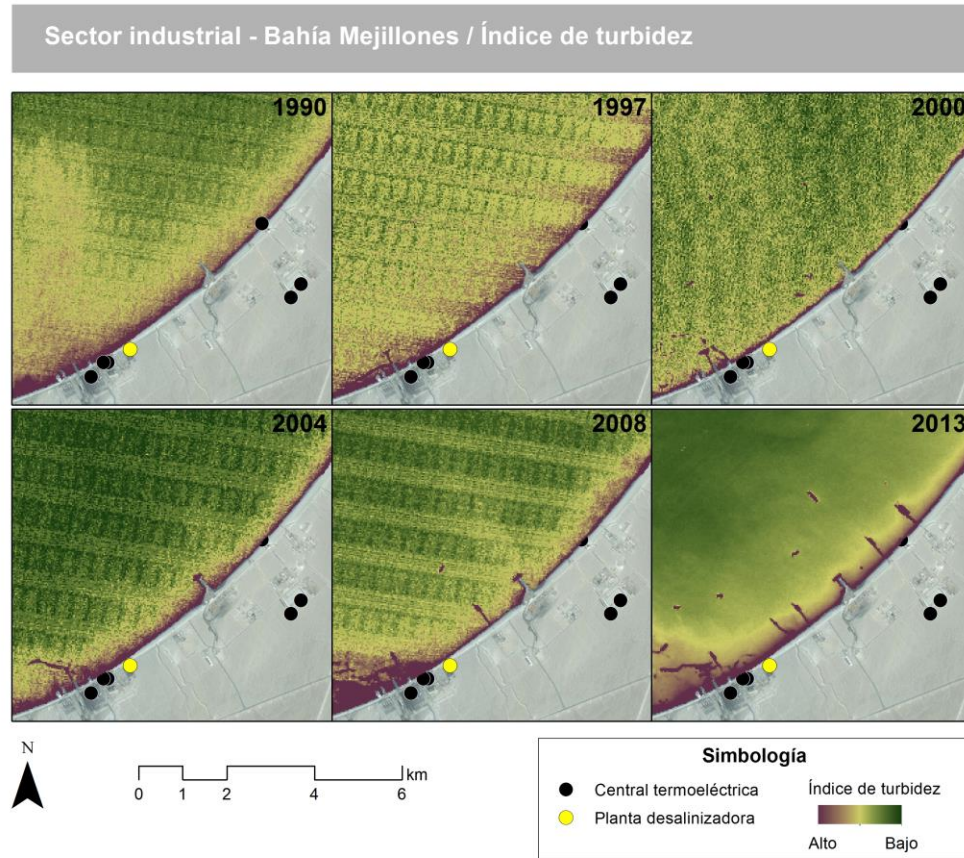 Sector industrial - Bahía Mejillones / Índice de turbidez
1990
1997
2000
2004
2008
2013
N
km
0 1 2 4 6
Simbología
Central termoeléctrica
Planta desalinizadora
Índice de turbidez
Alto Bajo